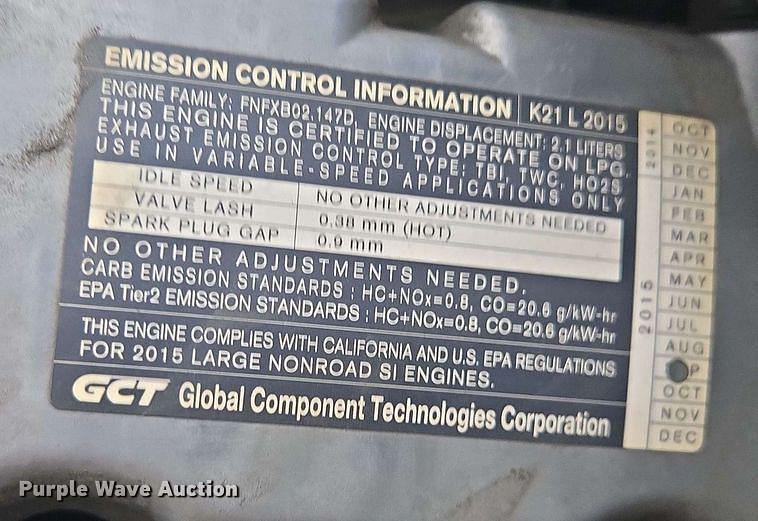 EMISSION CONTROL INFORMATION K21 L 2015
ENGINE FAMILY: FNFXB02.147D, ENGINE DISPLACEMENT: 2.1 LITERS
THIS ENGINE IS CERTIFIED TO OPERATE ON LPG.
EXHAUST EMISSION CONTROL TYPE: TBI, TWC, HO2S
USE IN VARIABLE-SPEED APPLICATIONS ONLY
IDLE SPEED NO OTHER ADJUSTMENTS NEEDED
VALVE LASH 0.38 mm (HOT)
SPARK PLUG GAP 0.9 mm
NO OTHER ADJUSTMENTS NEEDED.
CARB EMISSION STANDARDS : HC+NOx=0.8, CO=20.6 g/kW-hr
EPA Tier2 EMISSION STANDARDS : HC+NOx=0.8, CO=20.6 g/kW-hr
THIS ENGINE COMPLIES WITH CALIFORNIA AND U.S. EPA REGULATIONS
FOR 2015 LARGE NONROAD SI ENGINES.
GCT Global Component Technologies Corporation
2014
OCT
NOV
DEC
2015
JAN
FEB
MAR
APR
MAY
JUN
JUL
AUG
P
OCT
NOV
DEC
Purple Wave Auction